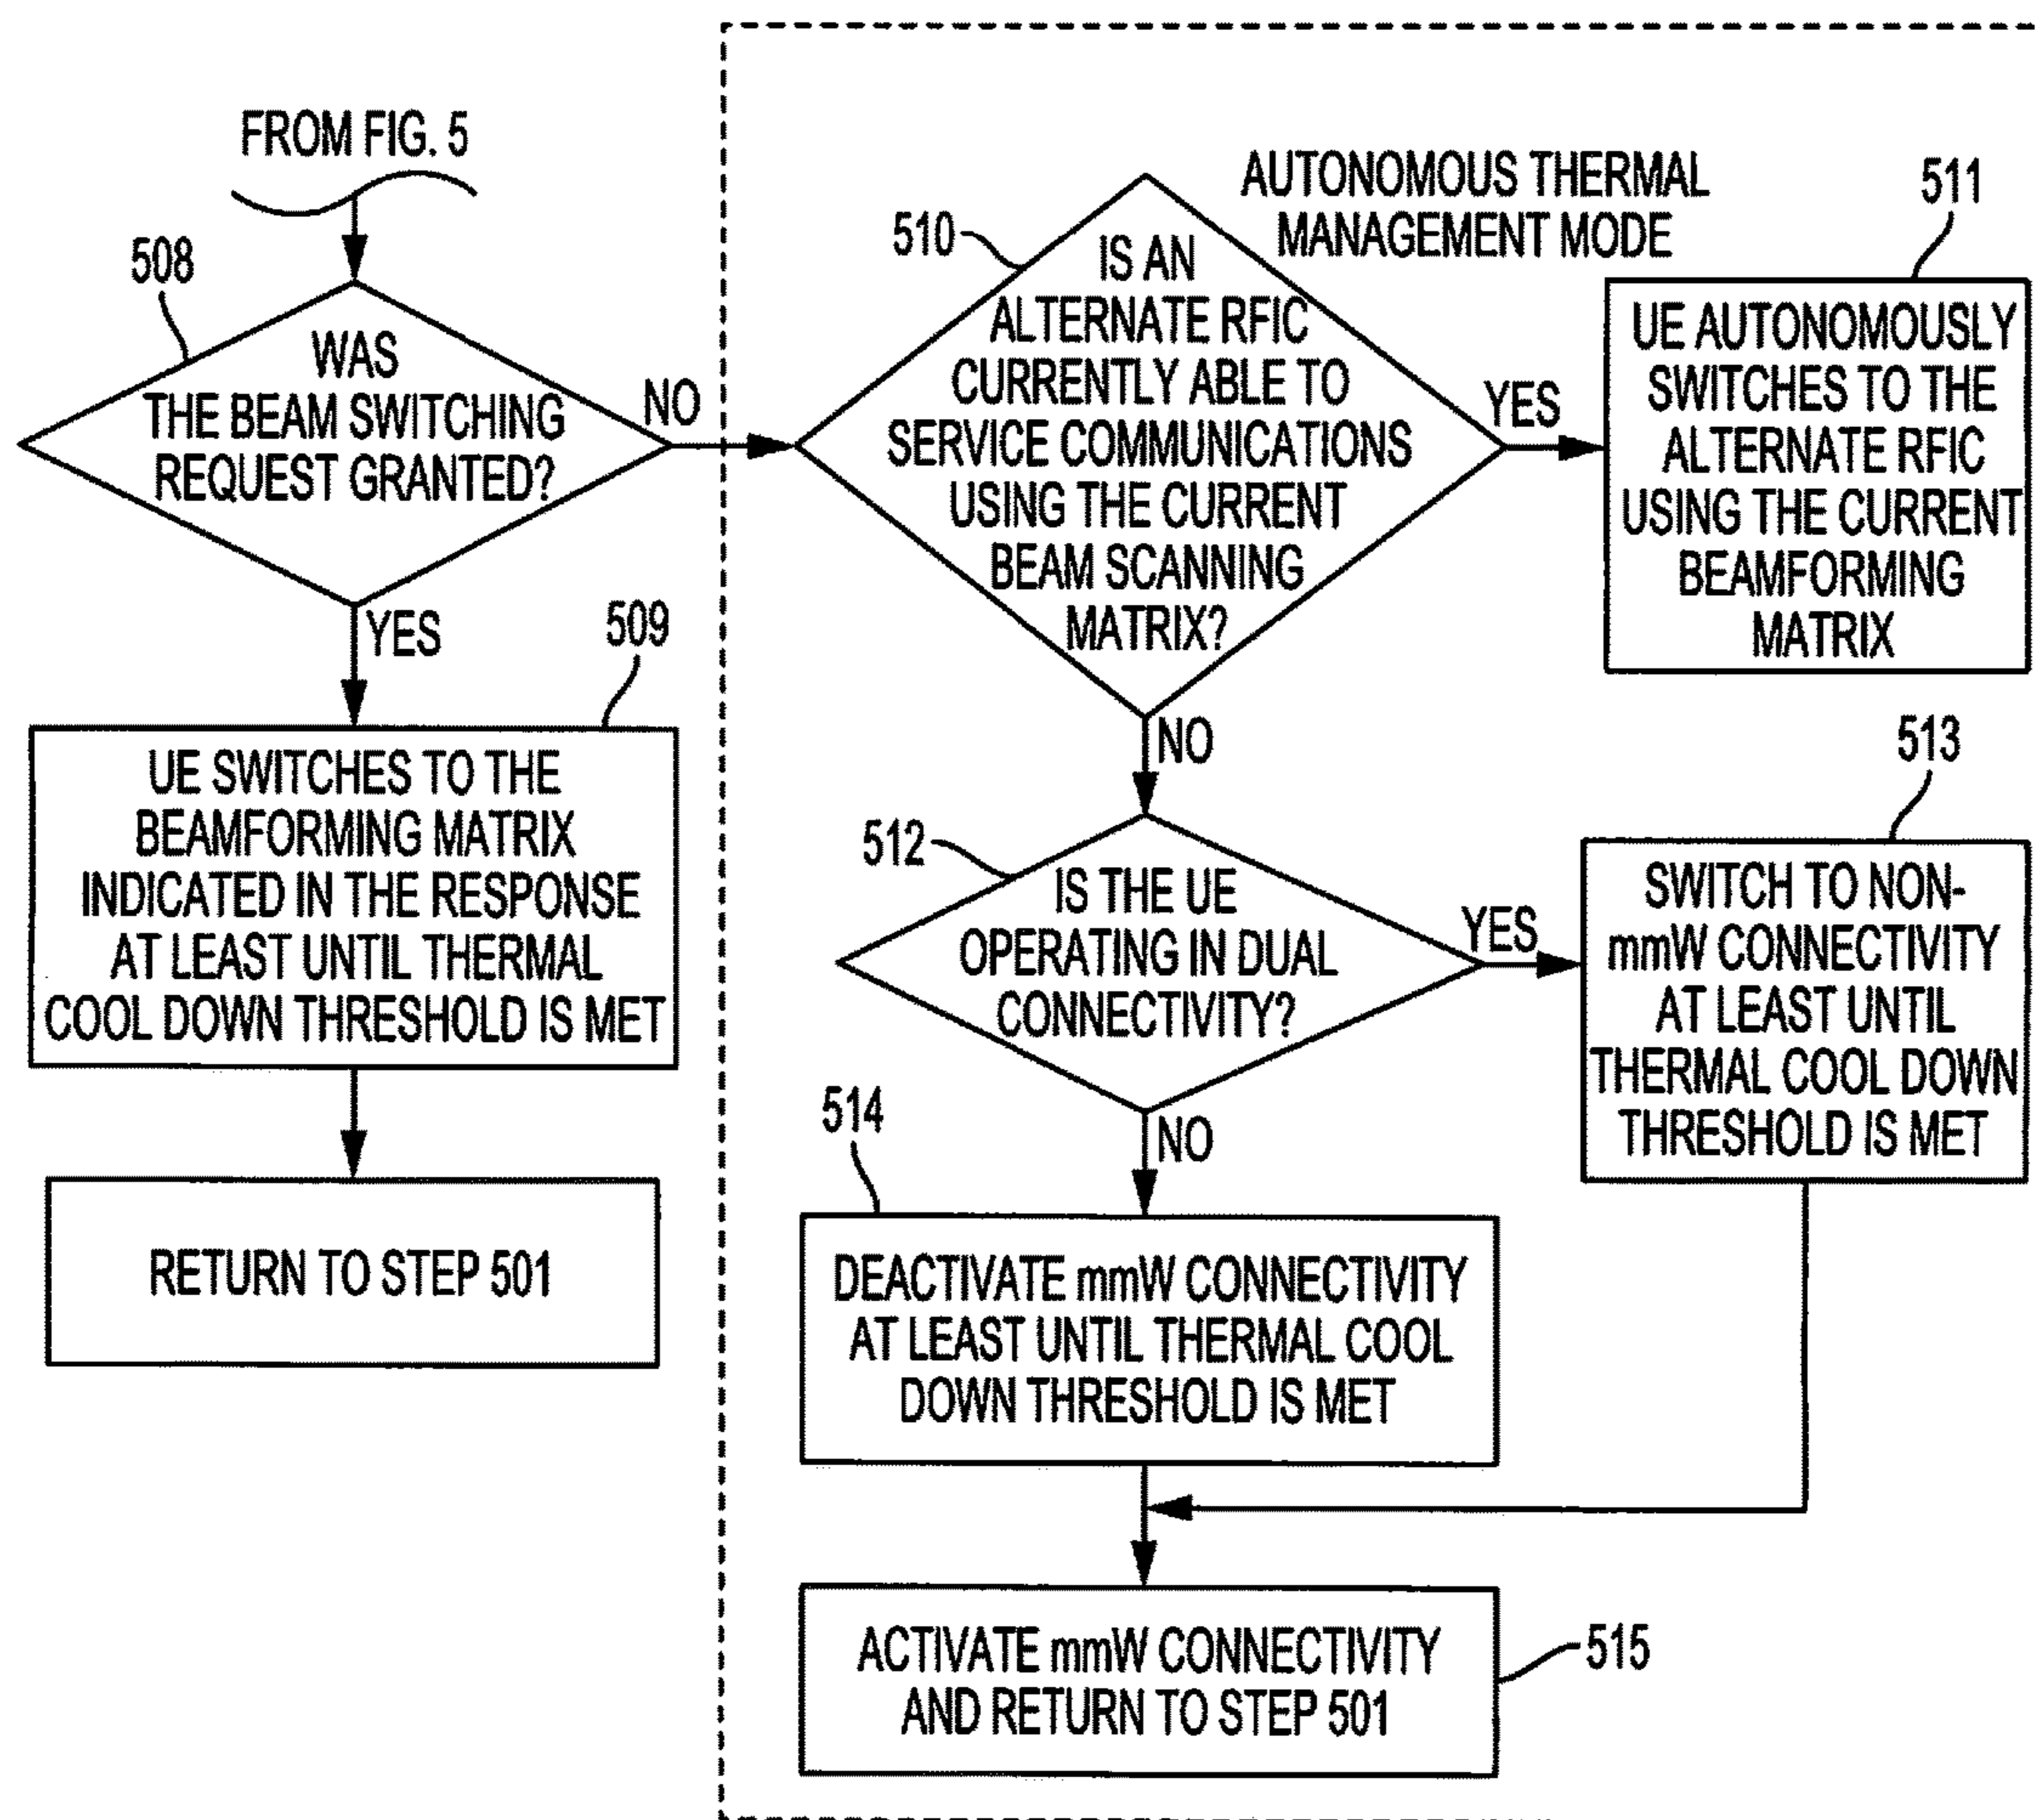 FROM FIG. 5
508
WAS
THE BEAM SWITCHING
REQUEST GRANTED?
NO
YES
509
UE SWITCHES TO THE
BEAMFORMING MATRIX
INDICATED IN THE RESPONSE
AT LEAST UNTIL THERMAL
COOL DOWN THRESHOLD IS MET
RETURN TO STEP 501
AUTONOMOUS THERMAL
MANAGEMENT MODE
510
IS AN
ALTERNATE RFIC
CURRENTLY ABLE TO
SERVICE COMMUNICATIONS
USING THE CURRENT
BEAM SCANNING
MATRIX?
YES
511
UE AUTONOMOUSLY
SWITCHES TO THE
ALTERNATE RFIC
USING THE CURRENT
BEAMFORMING
MATRIX
NO
512
IS THE UE
OPERATING IN DUAL
CONNECTIVITY?
YES
513
SWITCH TO NON-
mmW CONNECTIVITY
AT LEAST UNTIL
THERMAL COOL DOWN
THRESHOLD IS MET
NO
514
DEACTIVATE mmW CONNECTIVITY
AT LEAST UNTIL THERMAL COOL
DOWN THRESHOLD IS MET
ACTIVATE mmW CONNECTIVITY
AND RETURN TO STEP 501
515